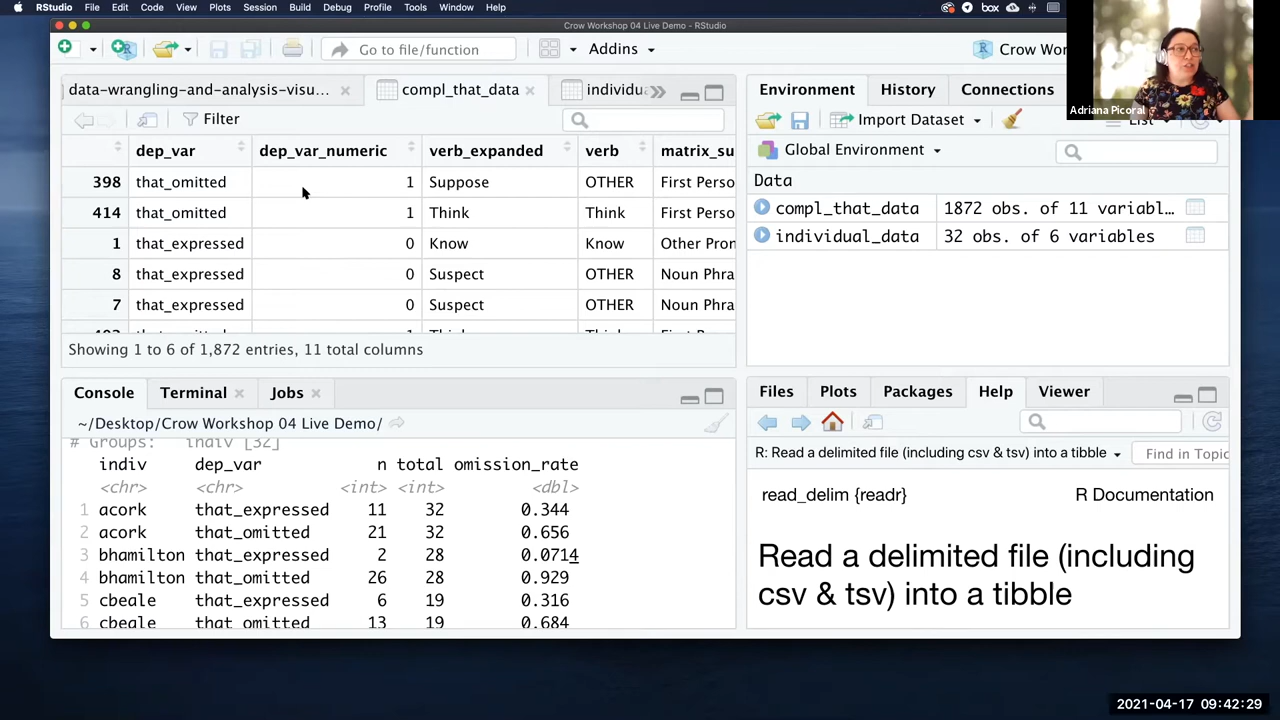 RStudio File Edit Code View Plots Session Build Debug Profile Tools Window Help
Crow Workshop 04 Live Demo - RStudio
Go to file/function
Addins
Crow Wor
Adriana Picoral
data-wrangling-and-analysis-visu...
compl_that_data
individu
Filter
dep_var dep_var_numeric verb_expanded verb matrix_su
398 that_omitted 1 Suppose OTHER First Perso
414 that_omitted 1 Think Think First Perso
1 that_expressed 0 Know Know Other Pron
8 that_expressed 0 Suspect OTHER Noun Phra
7 that_expressed 0 Suspect OTHER Noun Phra
Showing 1 to 6 of 1,872 entries, 11 total columns
Environment History Connections
Import Dataset
List
Global Environment
Data
compl_that_data 1872 obs. of 11 variabl...
individual_data 32 obs. of 6 variables
Console Terminal Jobs
~/Desktop/Crow Workshop 04 Live Demo/
# Groups: indiv [32]
indiv dep_var n total omission_rate
<chr> <chr> <int> <int> <dbl>
1 acork that_expressed 11 32 0.344
2 acork that_omitted 21 32 0.656
3 bhamilton that_expressed 2 28 0.0714
4 bhamilton that_omitted 26 28 0.929
5 cbeale that_expressed 6 19 0.316
6 cbeale that_omitted 13 19 0.684
Files Plots Packages Help Viewer
R: Read a delimited file (including csv & tsv) into a tibble
Find in Topic
read_delim {readr}
R Documentation
Read a delimited file (including
csv & tsv) into a tibble
2021-04-17 09:42:29